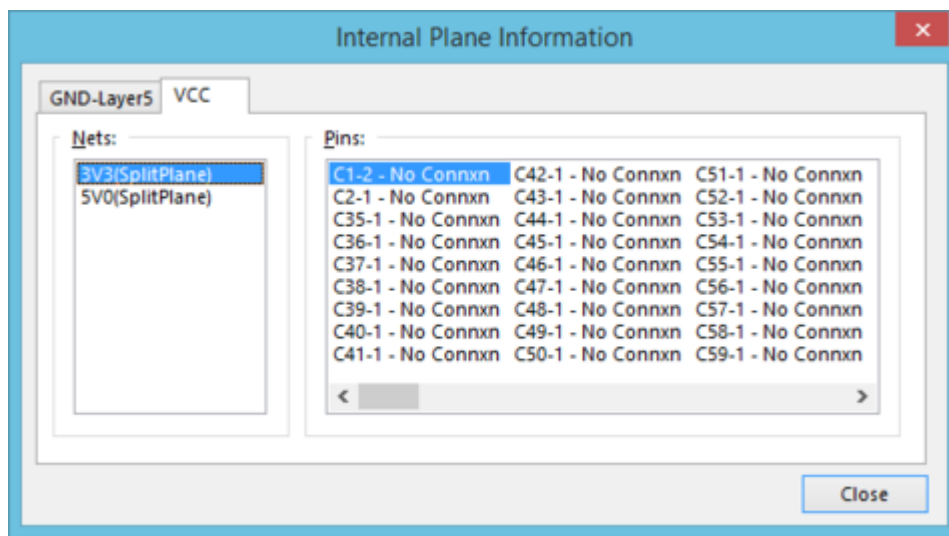 Internal Plane Information
GND-Layer5 VCC
Nets:
3V3(SplitPlane)
5V0(SplitPlane)
Pins:
C1-2 - No Connxn C42-1 - No Connxn C51-1 - No Connxn
C2-1 - No Connxn C43-1 - No Connxn C52-1 - No Connxn
C35-1 - No Connxn C44-1 - No Connxn C53-1 - No Connxn
C36-1 - No Connxn C45-1 - No Connxn C54-1 - No Connxn
C37-1 - No Connxn C46-1 - No Connxn C55-1 - No Connxn
C38-1 - No Connxn C47-1 - No Connxn C56-1 - No Connxn
C39-1 - No Connxn C48-1 - No Connxn C57-1 - No Connxn
C40-1 - No Connxn C49-1 - No Connxn C58-1 - No Connxn
C41-1 - No Connxn C50-1 - No Connxn C59-1 - No Connxn
Close